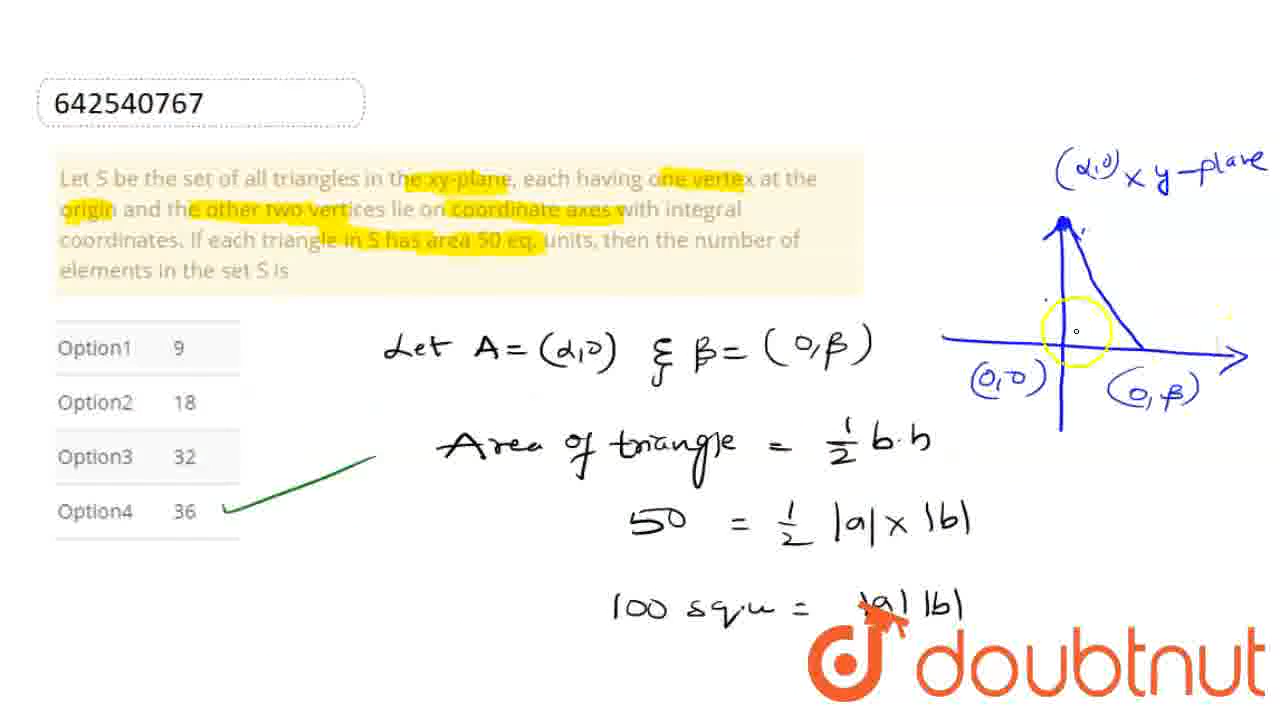 642540767
Let S be the set of all triangles in the xy-plane, each having one vertex at the
origin and the other two vertices lie on coordinate axes with integral
coordinates. If each triangle in S has area 50 eq. units, then the number of
elements in the set S is
Option1 9
Option2 18
Option3 32
Option4 36
(α,0) x y-plane
(0,0)
(0,β)
Let A = (α,0) & β = (0,β)
Area of triangle = 1/2 b.h
50 = 1/2 |a| x |b|
100 squ = |a| |b|
doubtnut